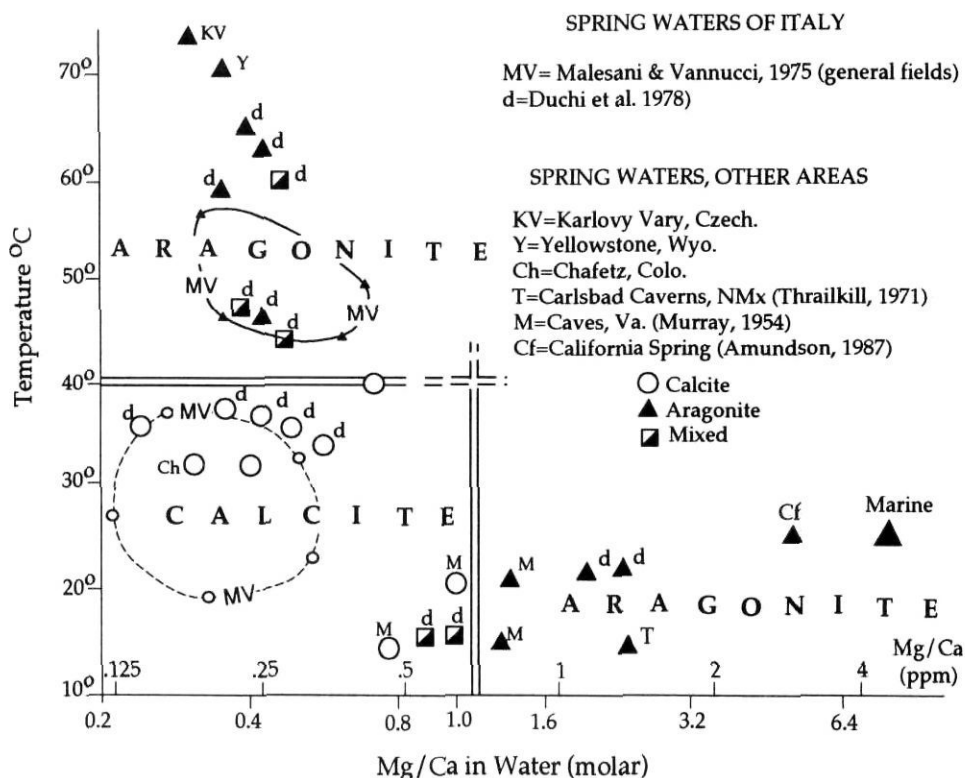 SPRING WATERS OF ITALY
MV= Malesani & Vannucci, 1975 (general fields)
d=Duchi et al. 1978)
SPRING WATERS, OTHER AREAS
KV=Karlovy Vary, Czech.
Y=Yellowstone, Wyo.
Ch=Chafetz, Colo.
T=Carlsbad Caverns, NMx (Thrailkill, 1971)
M=Caves, Va. (Murray, 1954)
Cf=California Spring (Amundson, 1987)
Calcite
Aragonite
Mixed
Temperature °C
70°
60°
50°
40°
30°
20°
10°
KV
Y
d
d
d
d
ARAGONITE
MV
d
d
MV
d
d
MV
d
d
d
d
Ch
CALCITE
MV
M
d
d
M
M
d
d
Cf
Marine
ARAGONITE
M
T
Mg/Ca
(ppm)
.125
.25
0.5
1
2
4
0.2
0.4
0.8
1.0
1.6
3.2
6.4
Mg/Ca in Water (molar)